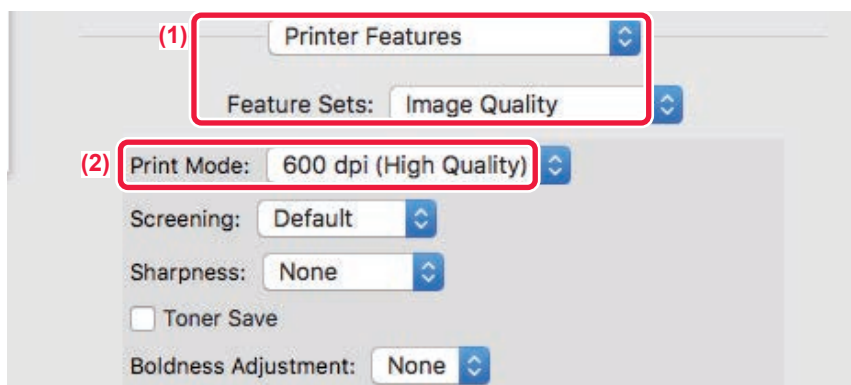 (1) Printer Features
Feature Sets: Image Quality
(2) Print Mode: 600 dpi (High Quality)
Screening: Default
Sharpness: None
Toner Save
Boldness Adjustment: None